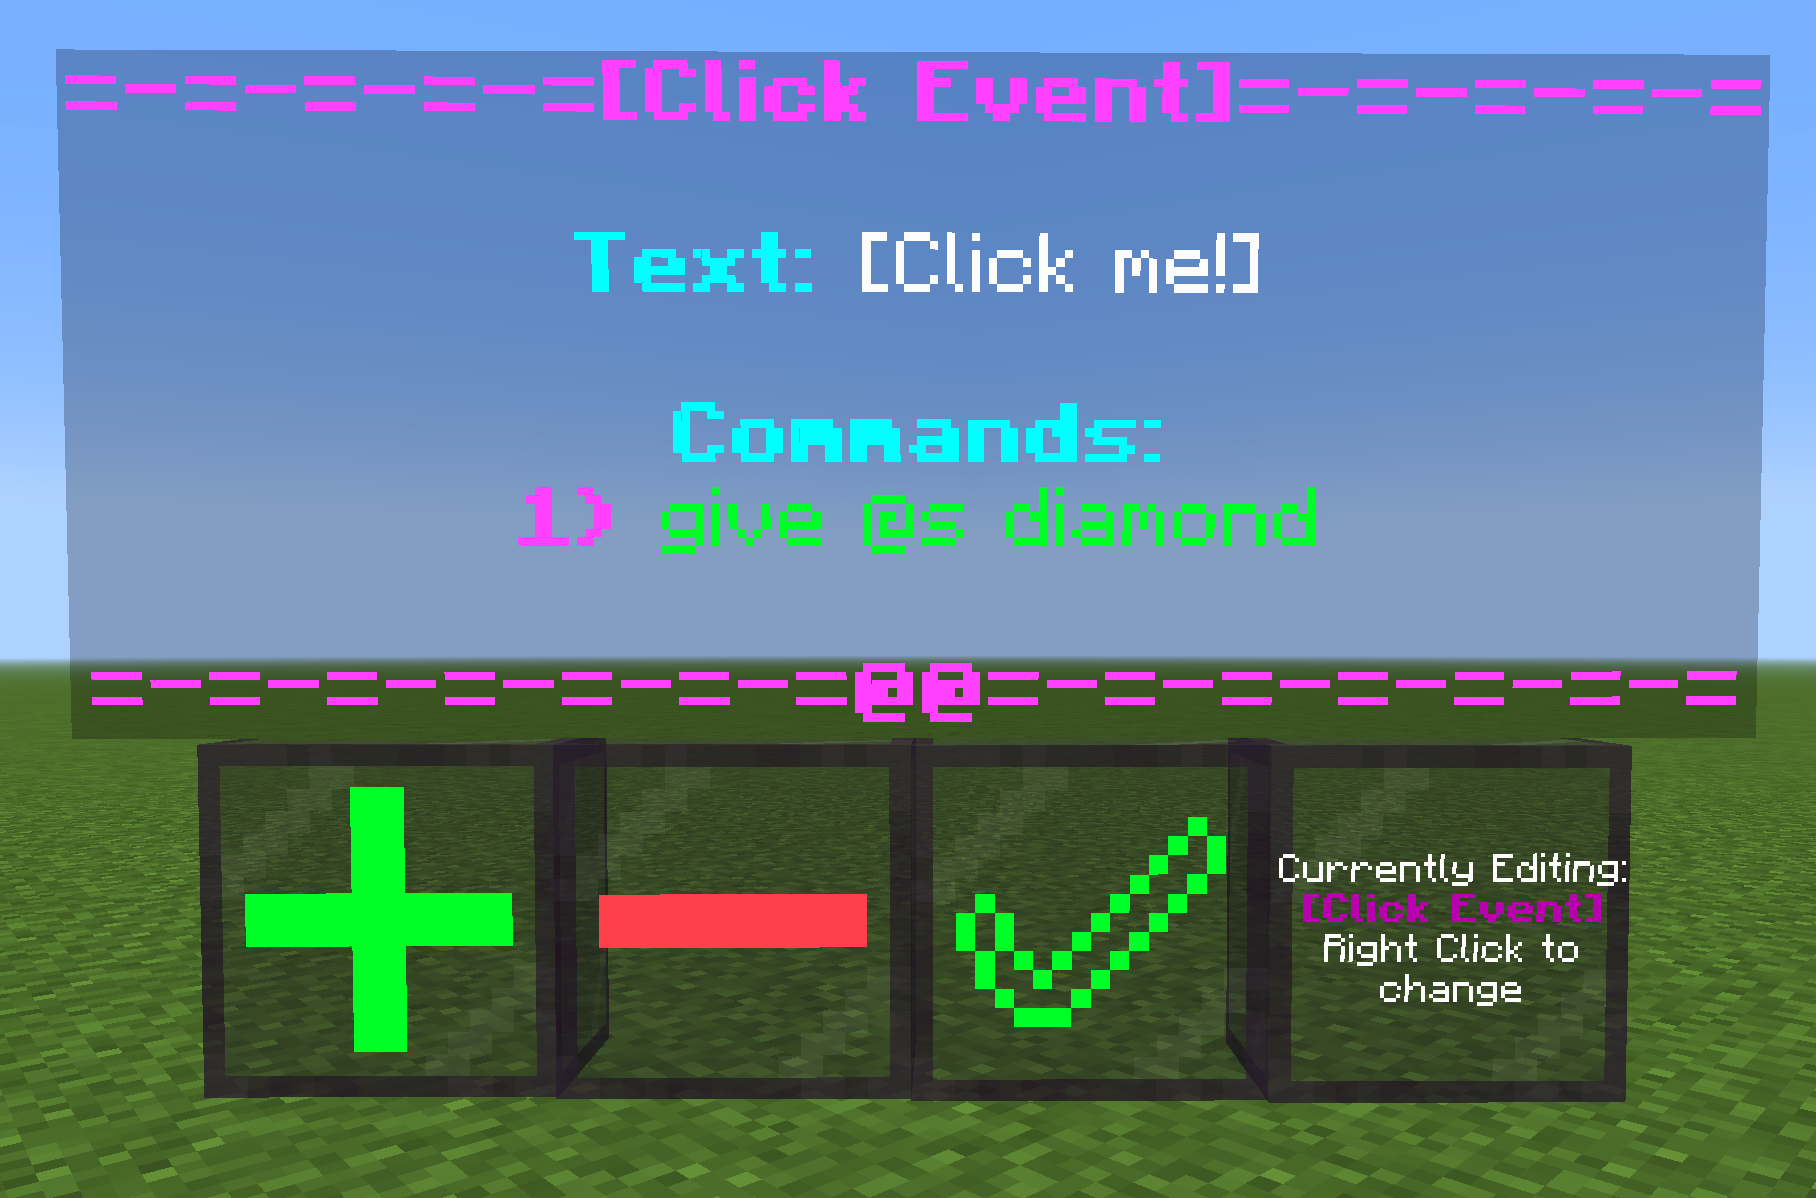 =-=-=-=-=[Click Event]=-=-=-=-=
Text: [Click me!]
Commands:
1) give @s diamond
=-=-=-=-=-=-=@@=-=-=-=-=-=-=
Currently Editing:
[Click Event]
Right Click to
change